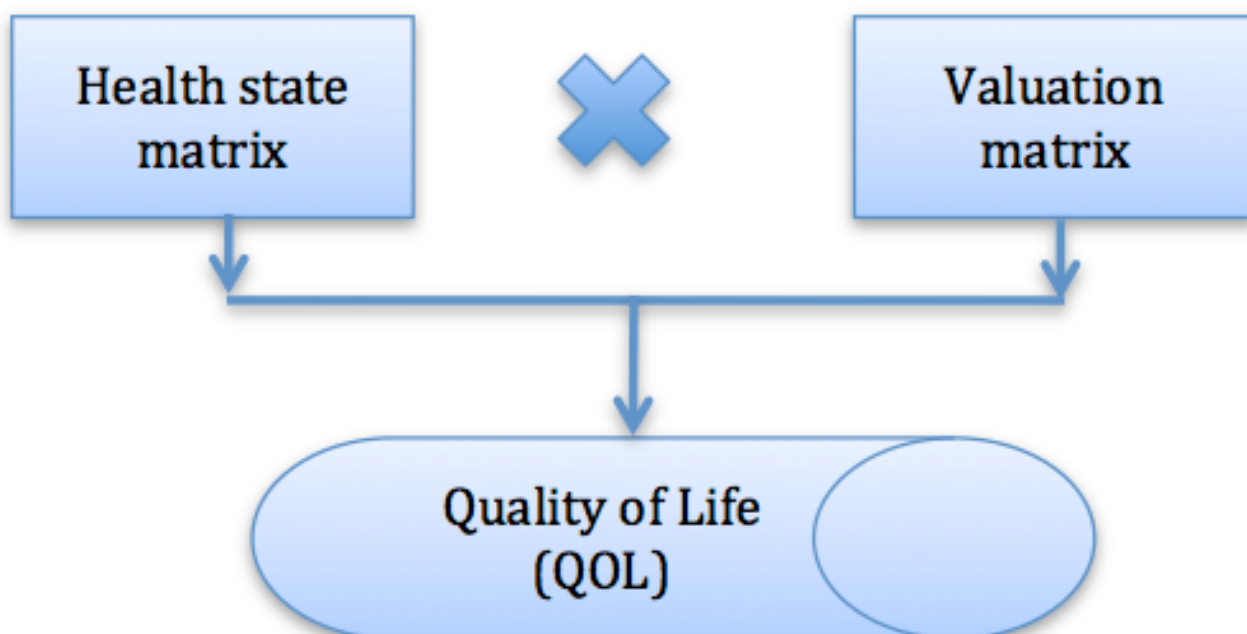 Health state
matrix
Valuation
matrix
Quality of Life
(QOL)